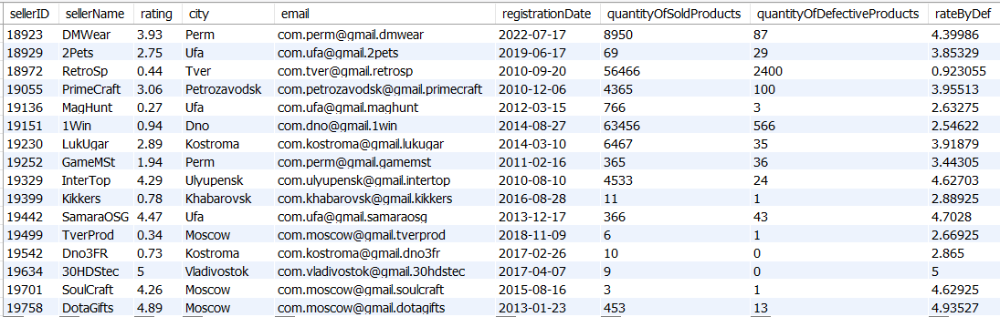 sellerID sellerName rating city email registrationDate quantityOfSoldProducts quantityOfDefectiveProducts rateByDef
18923 DMWear 3.93 Perm com.perm@gmail.dmwear 2022-07-17 8950 87 4.39986
18929 2Pets 2.75 Ufa com.ufa@gmail.2pets 2019-06-17 69 29 3.85329
18972 RetroSp 0.44 Tver com.tver@gmail.retrosp 2010-09-20 56466 2400 0.923055
19055 PrimeCraft 3.06 Petrozavodsk com.petrozavodsk@gmail.primecraft 2010-12-06 4365 100 3.95513
19136 MagHunt 0.27 Ufa com.ufa@gmail.maghunt 2012-03-15 766 3 2.63275
19151 1Win 0.94 Dno com.dno@gmail.1win 2014-08-27 63456 566 2.54622
19230 LukUgar 2.89 Kostroma com.kostroma@gmail.lukugar 2014-03-10 6467 35 3.91879
19252 GameMSt 1.94 Perm com.perm@gmail.gamemst 2011-02-16 365 36 3.44305
19329 InterTop 4.29 Ulyupensk com.ulyupensk@gmail.intertop 2010-08-10 4533 24 4.62703
19399 Kikkers 0.78 Khabarovsk com.khabarovsk@gmail.kikkers 2016-08-28 11 1 2.88925
19442 SamaraOSG 4.47 Ufa com.ufa@gmail.samaraosg 2013-12-17 366 43 4.7028
19499 TverProd 0.34 Moscow com.moscow@gmail.tverprod 2018-11-09 6 1 2.66925
19542 Dno3FR 0.73 Kostroma com.kostroma@gmail.dno3fr 2017-02-26 10 0 2.865
19634 30HDStec 5 Vladivostok com.vladivostok@gmail.30hdstec 2017-04-07 9 0 5
19701 SoulCraft 4.26 Moscow com.moscow@gmail.soulcraft 2015-08-16 3 1 4.62925
19758 DotaGifts 4.89 Moscow com.moscow@gmail.dotagifts 2013-01-23 453 13 4.93527